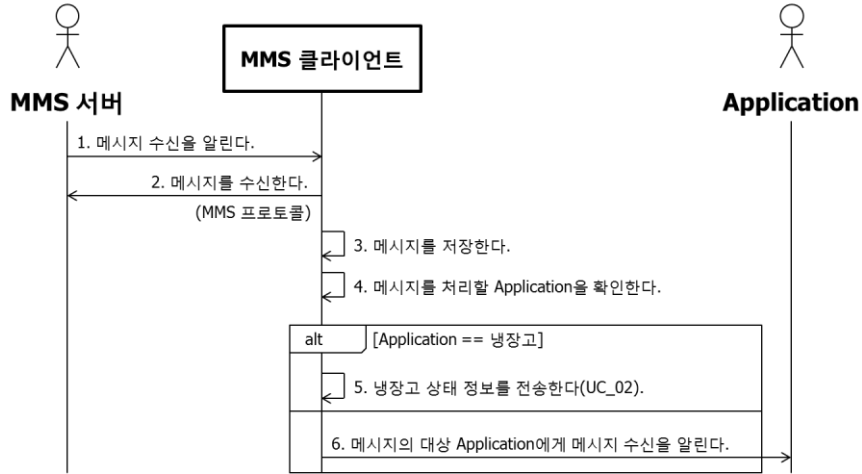 MMS 클라이언트
MMS 서버
Application
1. 메시지 수신을 알린다.
2. 메시지를 수신한다.
(MMS 프로토콜)
3. 메시지를 저장한다.
4. 메시지를 처리할 Application을 확인한다.
alt [Application == 냉장고]
5. 냉장고 상태 정보를 전송한다(UC_02).
6. 메시지의 대상 Application에게 메시지 수신을 알린다.